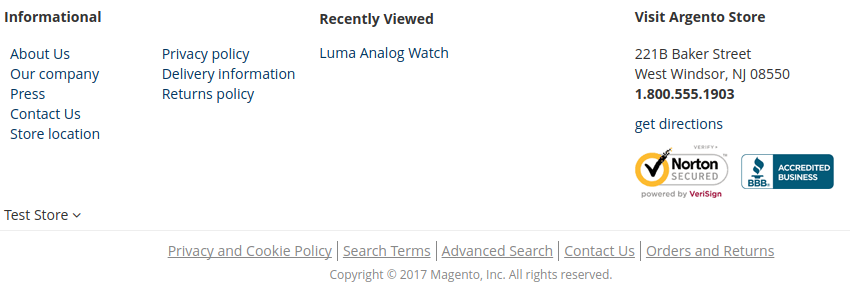 Informational
About Us
Our company
Press
Contact Us
Store location
Privacy policy
Delivery information
Returns policy
Recently Viewed
Luma Analog Watch
Visit Argento Store
221B Baker Street
West Windsor, NJ 08550
1.800.555.1903
get directions
VERIFY▸
Norton
SECURED
powered by VeriSign
BBB.
ACCREDITED
BUSINESS
Test Store
Privacy and Cookie Policy | Search Terms | Advanced Search | Contact Us | Orders and Returns
Copyright © 2017 Magento, Inc. All rights reserved.